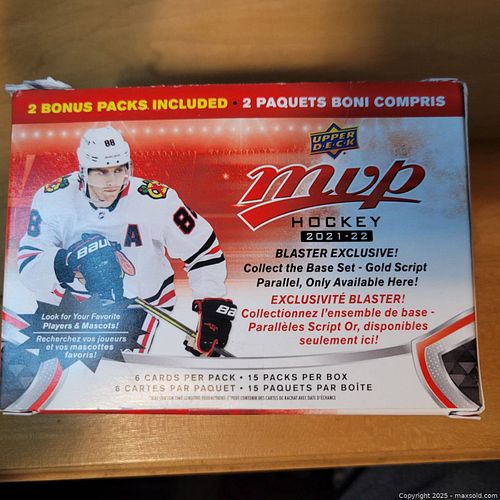 2 BONUS PACKS INCLUDED • 2 PAQUETS BONI COMPRIS
UPPER
D·E·C·K
mvp
HOCKEY
2021-22
BLASTER EXCLUSIVE!
Collect the Base Set - Gold Script
Parallel, Only Available Here!
EXCLUSIVITÉ BLASTER!
Collectionnez l'ensemble de base -
Parallèles Script Or, disponibles
seulement ici!
88
88
A
BAUER
Look for Your Favorite
Players & Mascots!
Recherchez vos joueurs
et vos mascottes
favoris!
6 CARDS PER PACK • 15 PACKS PER BOX
6 CARTES PAR PAQUET • 15 PAQUETS PAR BOÎTE
Copyright 2025 - maxsold.com